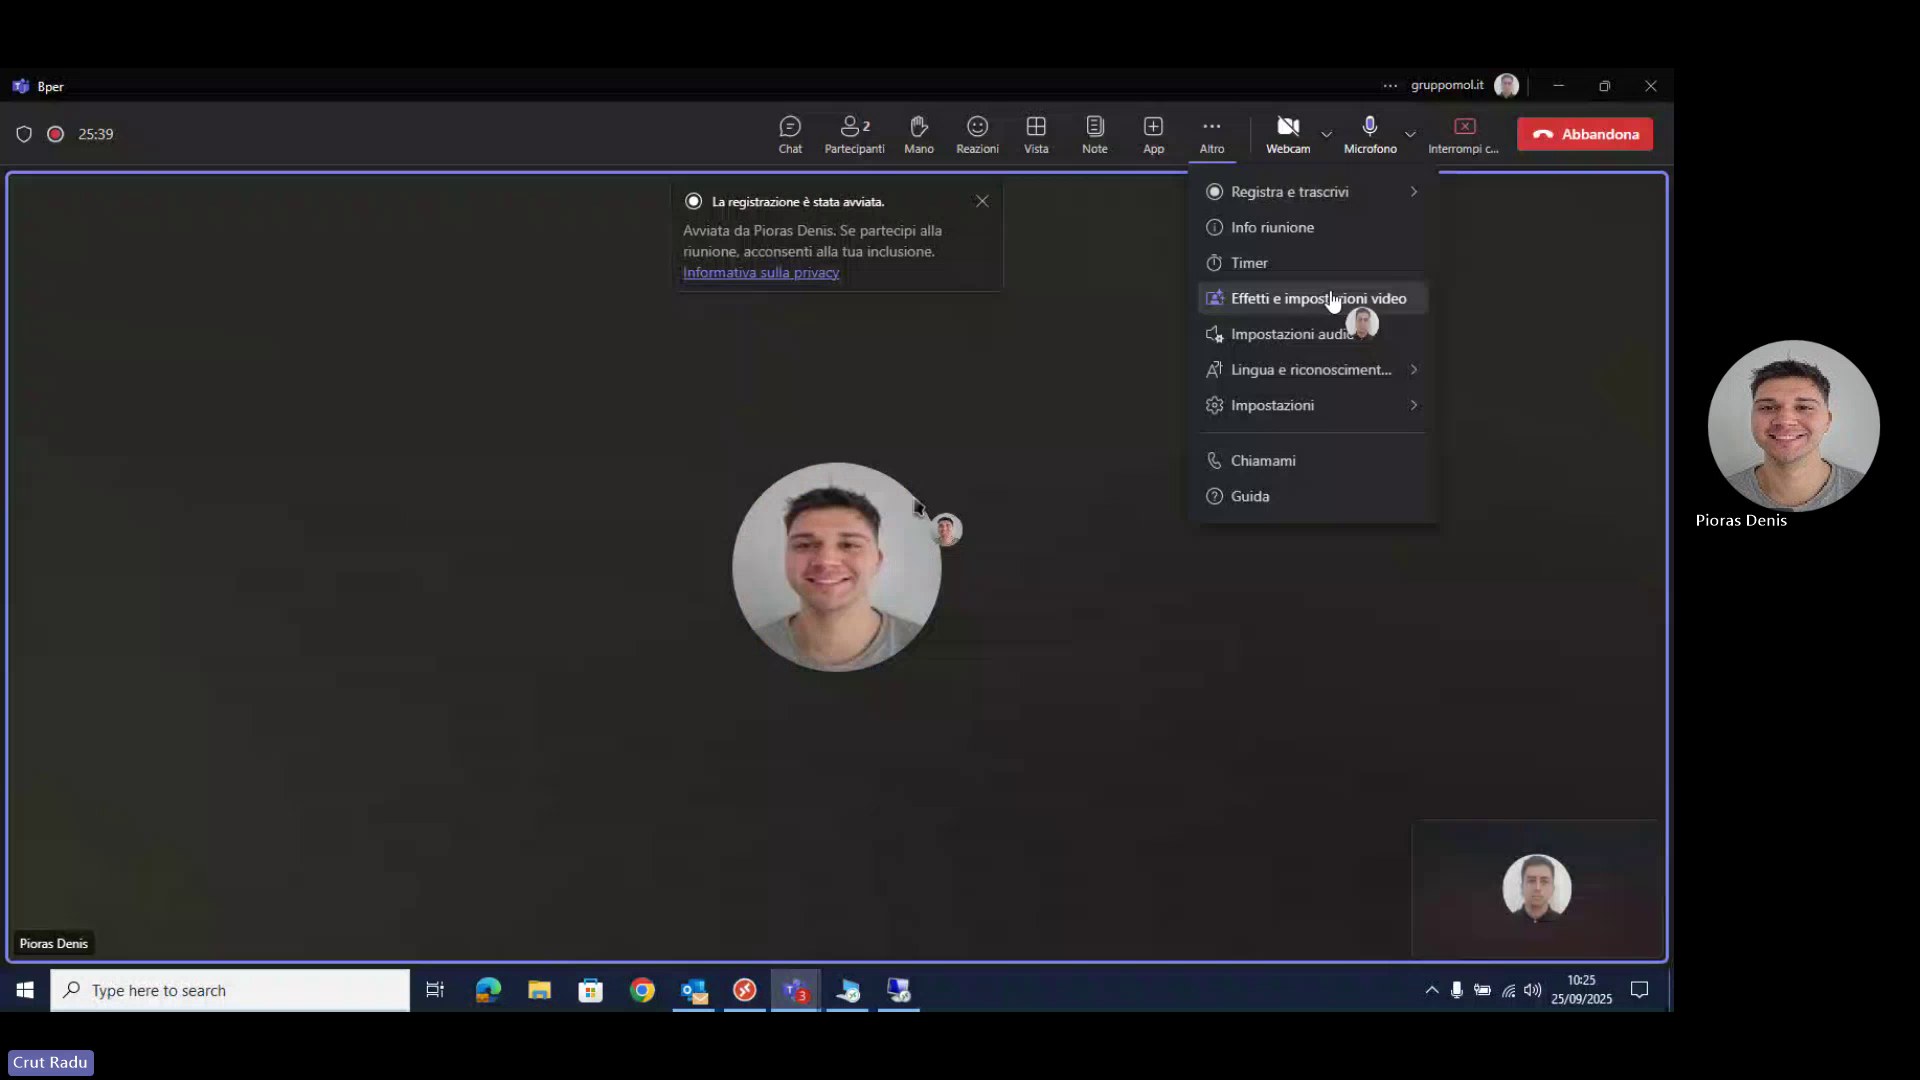 Bper
gruppomol.it
25:39
Chat
Partecipanti
2
Mano
Reazioni
Vista
Note
App
Altro
Webcam
Microfono
Interrompi c...
Abbandona
La registrazione è stata avviata.
Avviata da Pioras Denis. Se partecipi alla
riunione, acconsenti alla tua inclusione.
Informativa sulla privacy
Registra e trascrivi
Info riunione
Timer
Effetti e impostazioni video
Impostazioni audio
Lingua e riconosciment...
Impostazioni
Chiamami
Guida
Pioras Denis
Pioras Denis
Type here to search
3
10:25
25/09/2025
Crut Radu